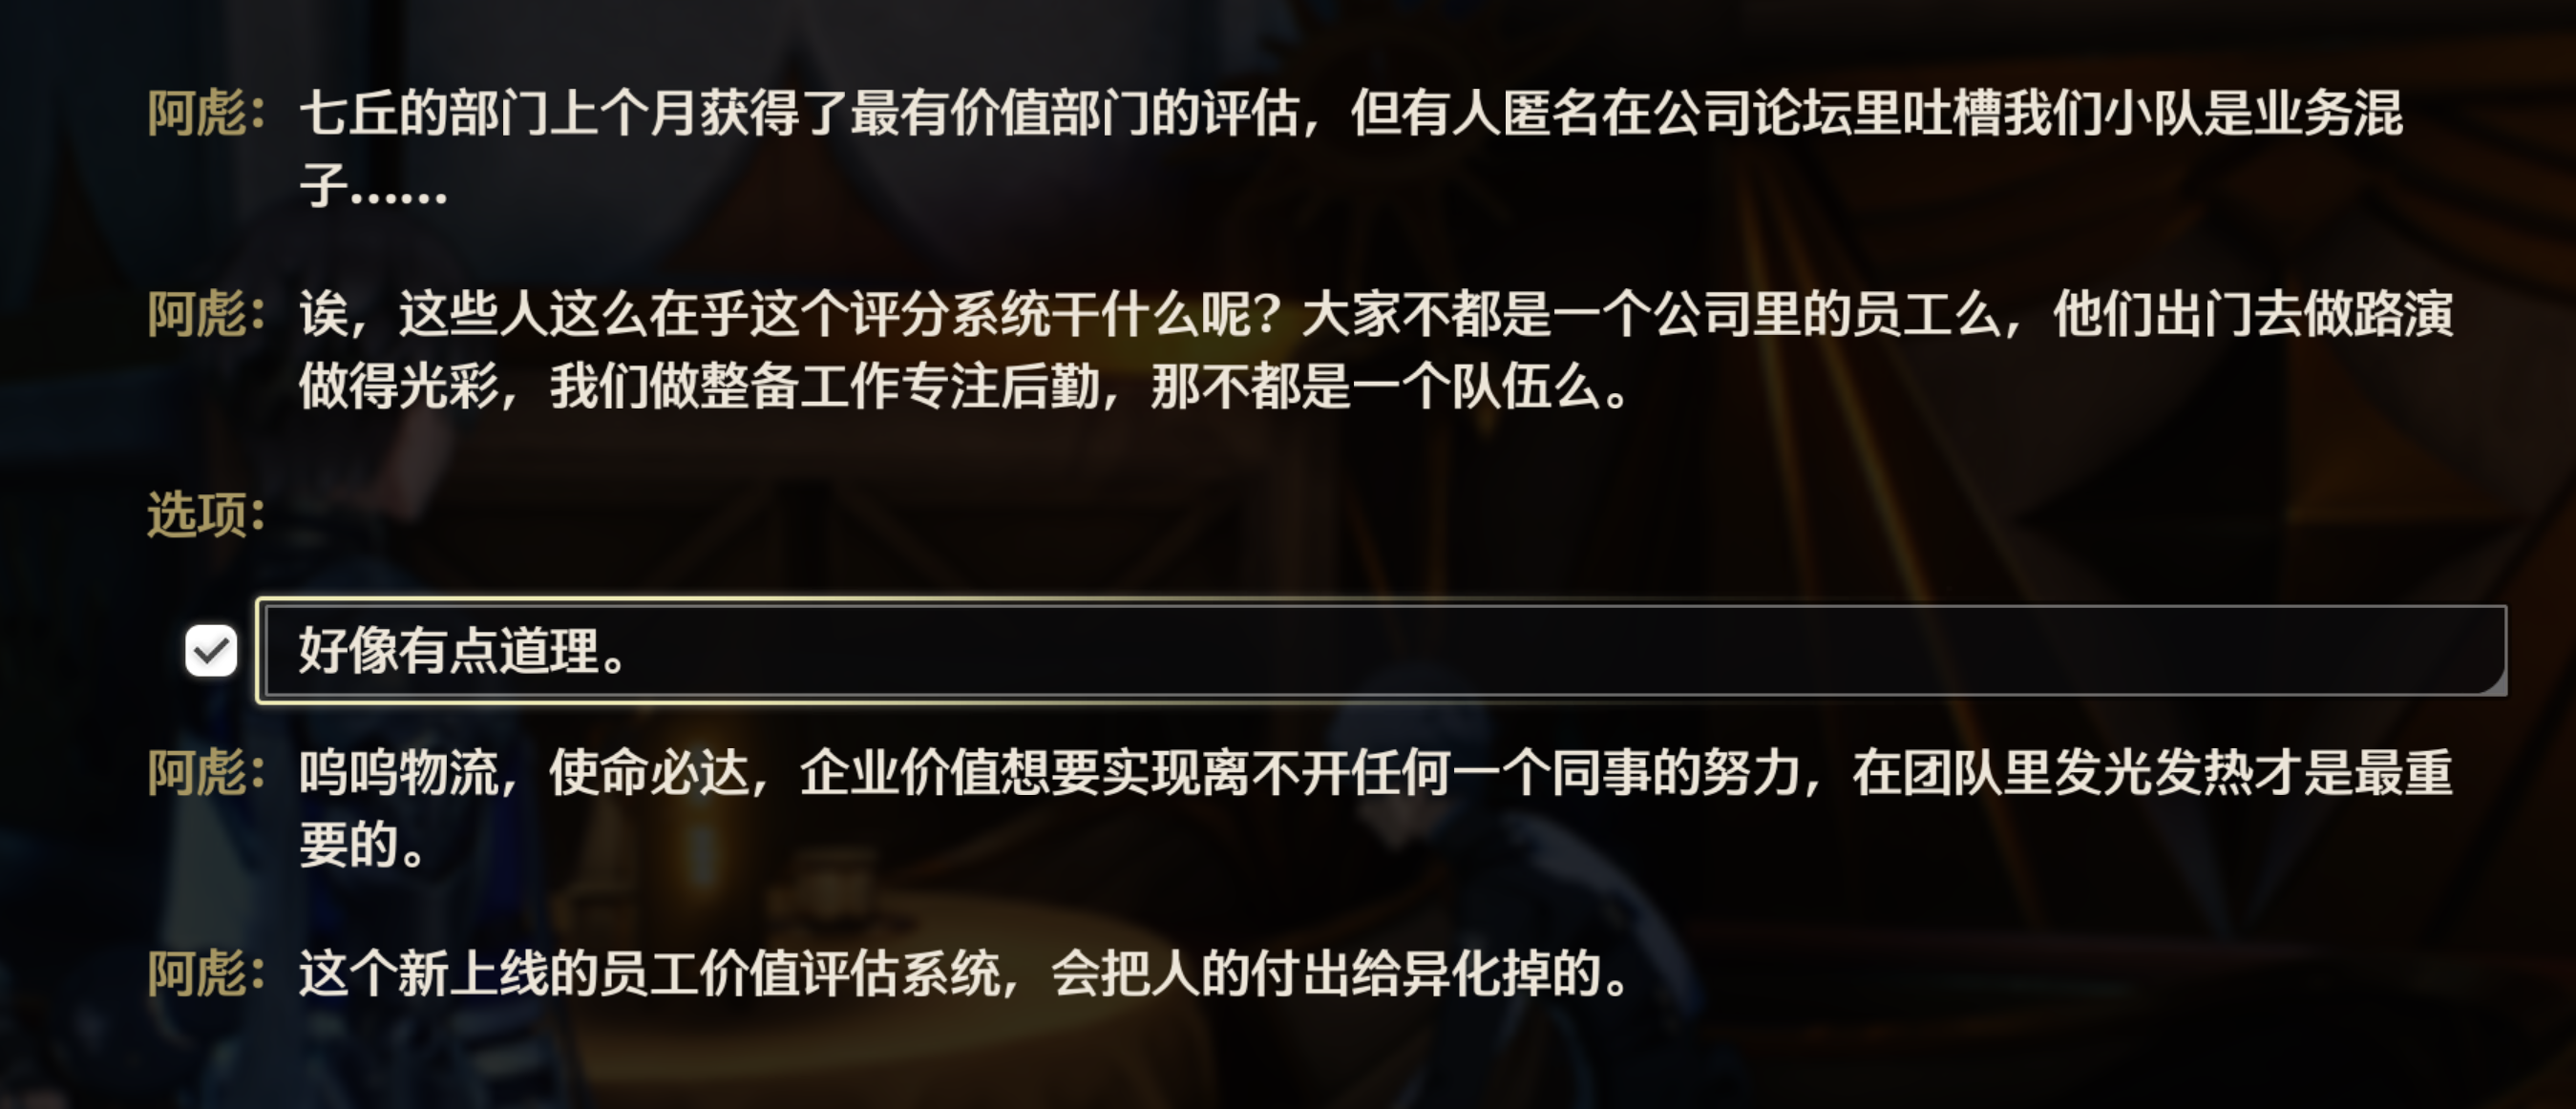 阿彪：七丘的部门上个月获得了最有价值部门的评估，但有人匿名在公司论坛里吐槽我们小队是业务混
子……
阿彪：诶，这些人这么在乎这个评分系统干什么呢？大家不都是一个公司里的员工么，他们出门去做路演
做得光彩，我们做整备工作专注后勤，那不都是一个队伍么。
选项：
好像有点道理。
阿彪：呜呜物流，使命必达，企业价值想要实现离不开任何一个同事的努力，在团队里发光发热才是最重
要的。
阿彪：这个新上线的员工价值评估系统，会把人的付出给异化掉的。